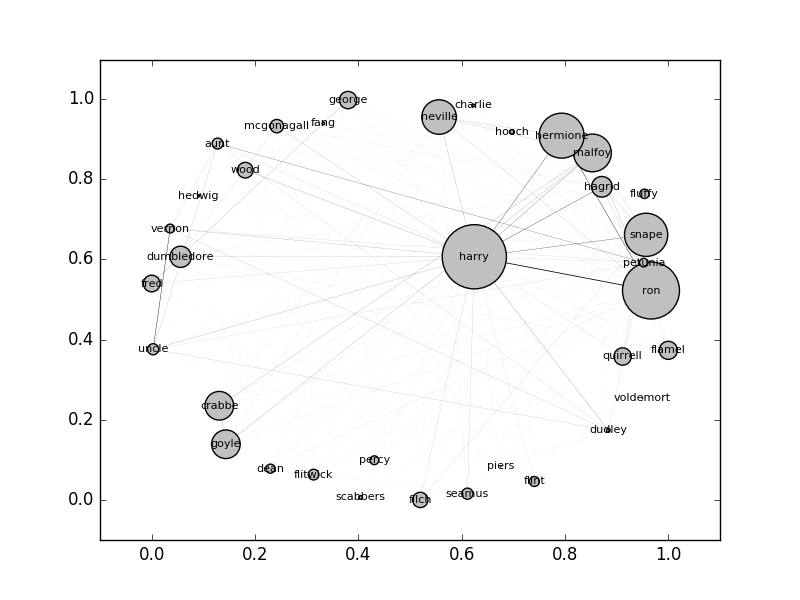 1.0
0.8
0.6
0.4
0.2
0.0
george
charlie
neville
fang
mcgonagall
hooch
hermione
aunt
malfoy
wood
hagrid
hedwig
fluffy
vernon
snape
dumbledore
harry
petunia
fred
ron
uncle
flamel
quirrell
voldemort
crabbe
dudley
goyle
percy
piers
dean
flitwick
flint
seamus
scabbers
filch
0.0 0.2 0.4 0.6 0.8 1.0